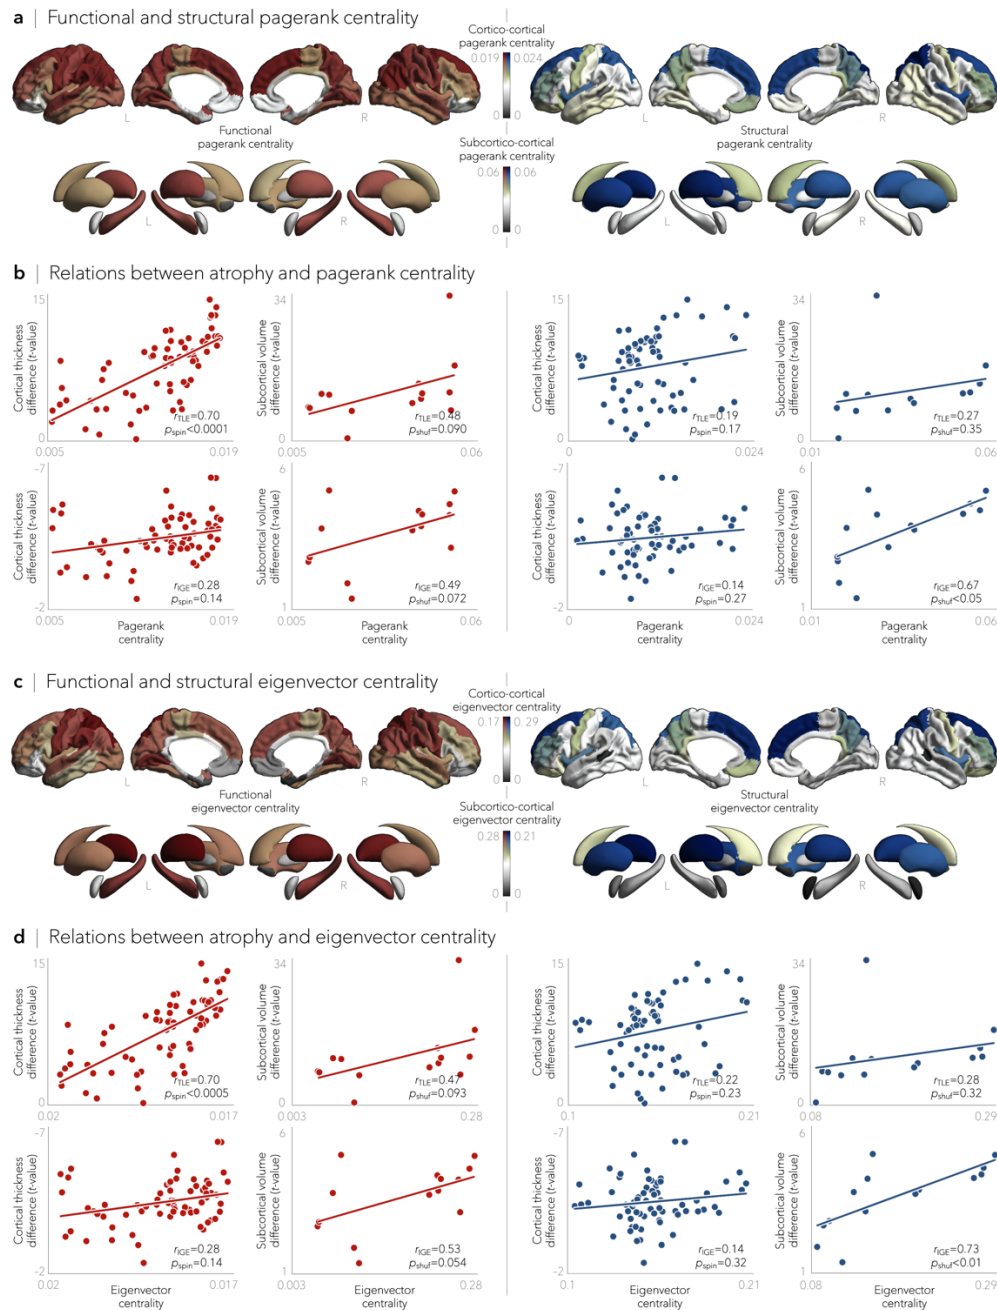 a | Functional and structural pagerank centrality
Cortico-cortical
pagerank centrality
0.019 0.024
0 0
L R
L R
Functional
pagerank centrality
Subcortico-cortical
pagerank centrality
Structural
pagerank centrality
0.06 0.06
0 0
L R
L R
b | Relations between atrophy and pagerank centrality
Cortical thickness
difference (t-value)
15
0
0.005 0.019
rTLE=0.70
pspin<0.0001
Subcortical volume
difference (t-value)
34
0
0.005 0.06
rTLE=0.48
pshuf=0.090
Cortical thickness
difference (t-value)
15
0
0 0.024
rTLE=0.19
pspin=0.17
Subcortical volume
difference (t-value)
34
0
0.01 0.06
rTLE=0.27
pshuf=0.35
Cortical thickness
difference (t-value)
-7
-2
0.005 0.019
rIGE=0.28
pspin=0.14
Pagerank
centrality
Subcortical volume
difference (t-value)
6
1
0.005 0.06
rIGE=0.49
pshuf=0.072
Pagerank
centrality
Cortical thickness
difference (t-value)
-7
-2
0 0.024
rIGE=0.14
pspin=0.27
Pagerank
centrality
Subcortical volume
difference (t-value)
6
1
0.01 0.06
rIGE=0.67
pshuf<0.05
Pagerank
centrality
c | Functional and structural eigenvector centrality
Cortico-cortical
eigenvector centrality
0.17 0.29
0 0
L R
L R
Functional
eigenvector centrality
Subcortico-cortical
eigenvector centrality
Structural
eigenvector centrality
0.28 0.21
0 0
L R
L R
d | Relations between atrophy and eigenvector centrality
Cortical thickness
difference (t-value)
15
0
0.02 0.017
rTLE=0.70
pspin<0.0005
Subcortical volume
difference (t-value)
34
0
0.003 0.28
rTLE=0.47
pshuf=0.093
Cortical thickness
difference (t-value)
15
0
0.1 0.21
rTLE=0.22
pspin=0.23
Subcortical volume
difference (t-value)
34
0
0.08 0.29
rTLE=0.28
pshuf=0.32
Cortical thickness
difference (t-value)
-7
-2
0.02 0.017
rIGE=0.28
pspin=0.14
Eigenvector
centrality
Subcortical volume
difference (t-value)
6
1
0.003 0.28
rIGE=0.53
pshuf=0.054
Eigenvector
centrality
Cortical thickness
difference (t-value)
-7
-2
0.1 0.21
rIGE=0.14
pspin=0.32
Eigenvector
centrality
Subcortical volume
difference (t-value)
6
1
0.08 0.29
rIGE=0.73
pshuf<0.01
Eigenvector
centrality